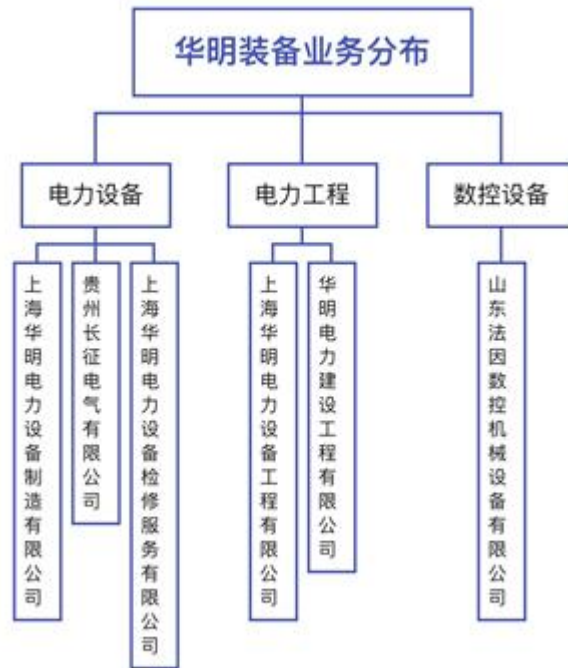 华明装备业务分布
电力设备
电力工程
数控设备
上海华明电力设备制造有限公司
贵州长征电气有限公司
上海华明电力设备检修服务有限公司
上海华明电力设备工程有限公司
华明电力建设工程有限公司
山东法因数控机械设备有限公司